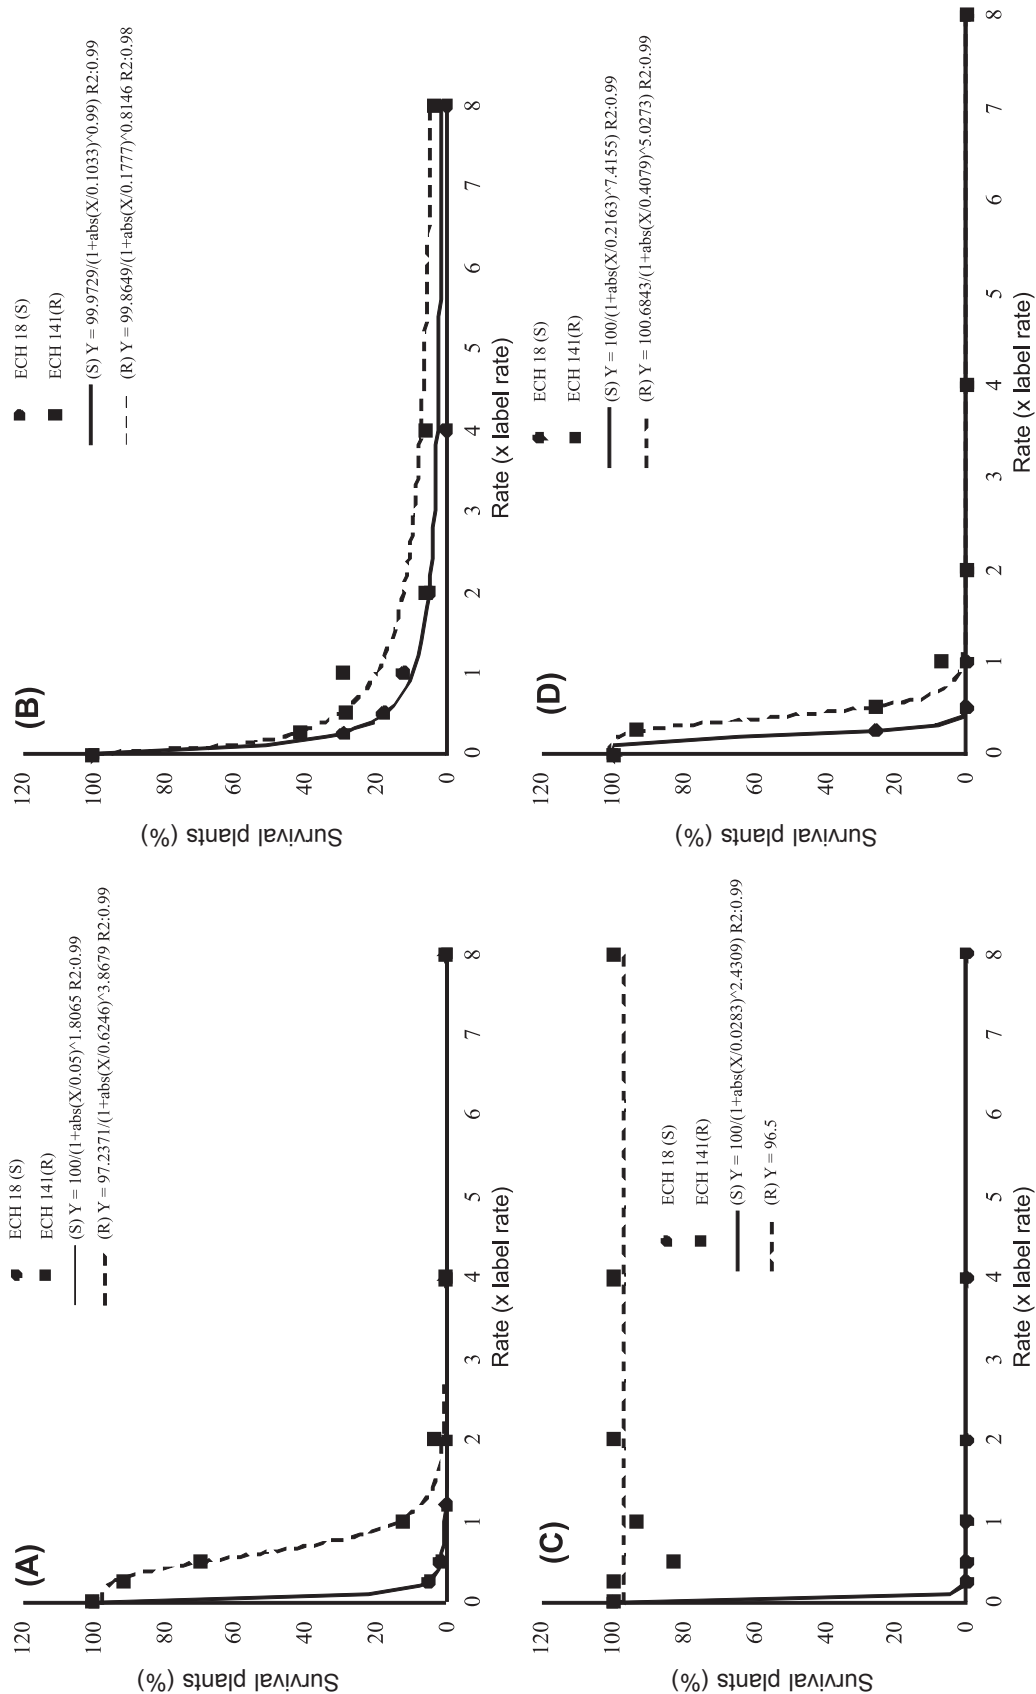 (A)
ECH 18 (S)
ECH 141(R)
(S) Y = 100/(1+abs(X/0.05)^1.8065 R2:0.99
(R) Y = 97.2371/(1+abs(X/0.6246)^3.8679 R2:0.99
120
100
80
60
40
20
0
Survival plants (%)
0 1 2 3 4 5 6 7 8
Rate (x label rate)
(B)
ECH 18 (S)
ECH 141(R)
(S) Y = 99.9729/(1+abs(X/0.1033)^0.99) R2:0.99
(R) Y = 99.8649/(1+abs(X/0.1777)^0.8146 R2:0.98
120
100
80
60
40
20
0
Survival plants (%)
0 1 2 3 4 5 6 7 8
Rate (x label rate)
(C)
ECH 18 (S)
ECH 141(R)
(S) Y = 100/(1+abs(X/0.0283)^2.4309) R2:0.99
(R) Y = 96.5
120
100
80
60
40
20
0
Survival plants (%)
0 1 2 3 4 5 6 7 8
Rate (x label rate)
(D)
ECH 18 (S)
ECH 141(R)
(S) Y = 100/(1+abs(X/0.2163)^7.4155) R2:0.99
(R) Y = 100.6843/(1+abs(X/0.4079)^5.0273) R2:0.99
120
100
80
60
40
20
0
Survival plants (%)
0 1 2 3 4 5 6 7 8
Rate (x label rate)